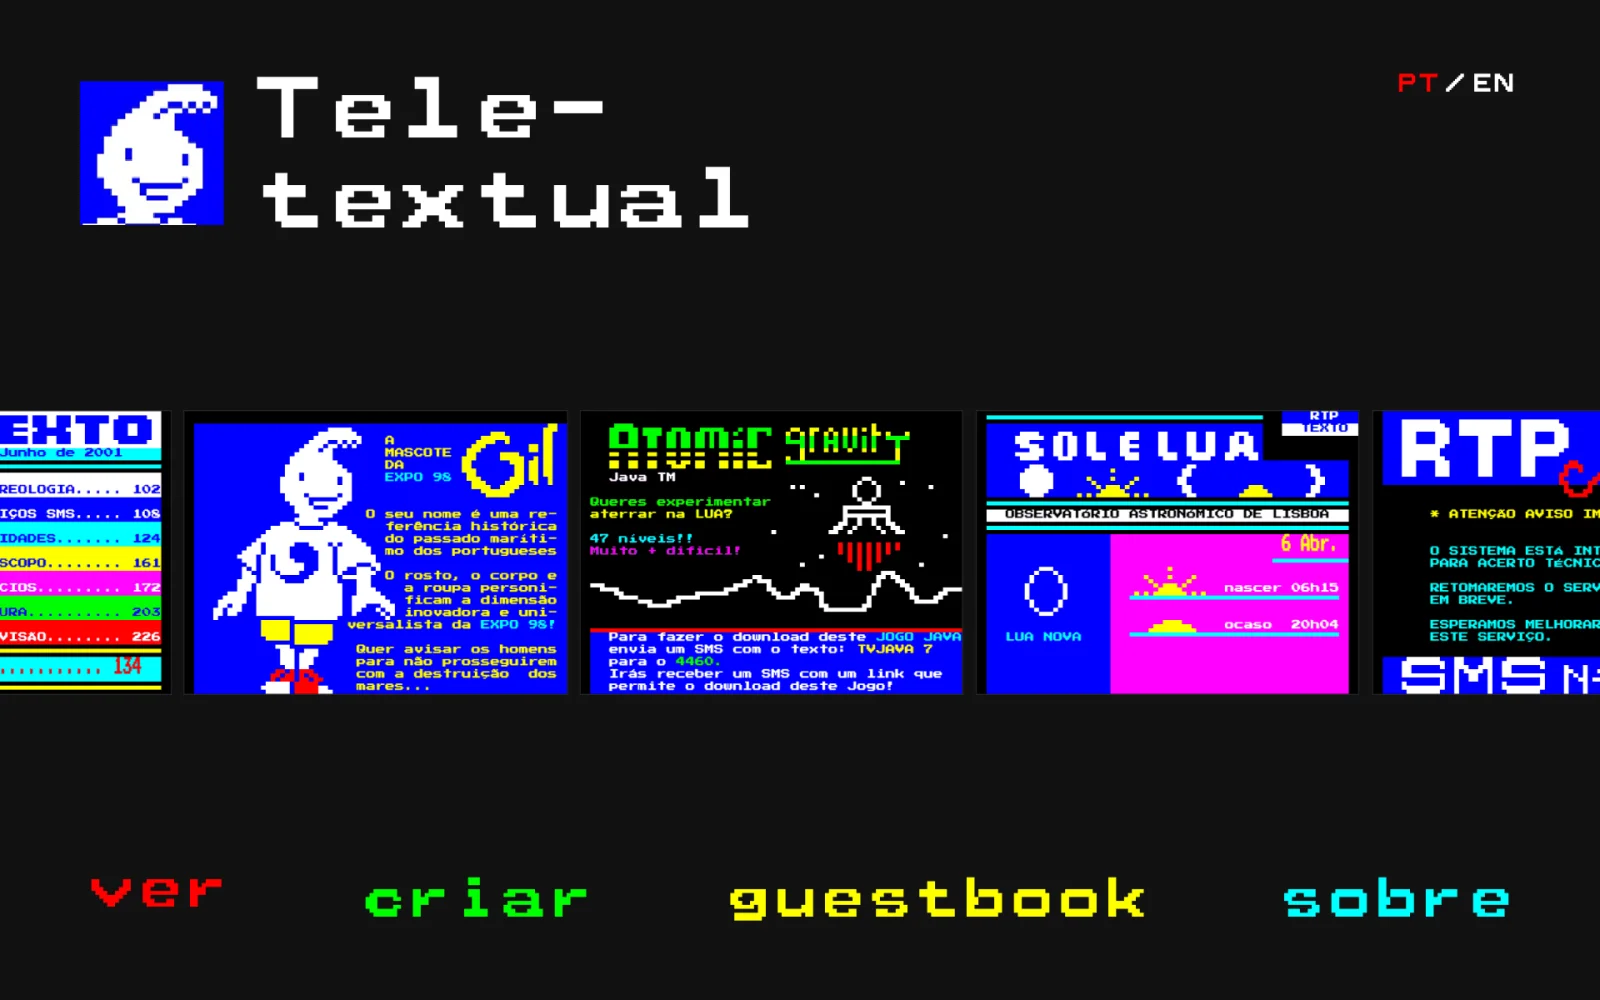 Tele-
textual
PT/EN
EXTO
Junho de 2001
REOLOGIA..... 102
IÇOS SMS..... 108
IDADES....... 124
SCOPO........ 161
CIOS......... 172
URA.......... 203
VISÃO........ 226
........... 134
A
MASCOTE
DA
EXPO 98
Gil
O seu nome é uma re-
ferência histórica
do passado maríti-
mo dos portugueses
O rosto, o corpo e
a roupa personi-
ficam a dimensão
inovadora e uni-
versalista da EXPO 98!
Quer avisar os homens
para não prosseguirem
com a destruição dos
mares...
Atomic gravity
Java TM
Queres experimentar
aterrar na LUA?
47 níveis!!
Muito + dificil!
Para fazer o download deste JOGO JAVA
envia um SMS com o texto: TVJAVA 7
para o 4460.
Irás receber um SMS com um link que
permite o download deste Jogo!
RTP
TEXTO
SOL E LUA
OBSERVATóRIO ASTRONóMICO DE LISBOA
6 Abr.
nascer 06h15
LUA NOVA
ocaso 20h04
RTP
* ATENÇÃO AVISO IM
O SISTEMA ESTá INT
PARA ACERTO TéCNIC
RETOMAREMOS O SERV
EM BREVE.
ESPERAMOS MELHORAR
ESTE SERVIÇO.
SMS
ver
criar
guestbook
sobre